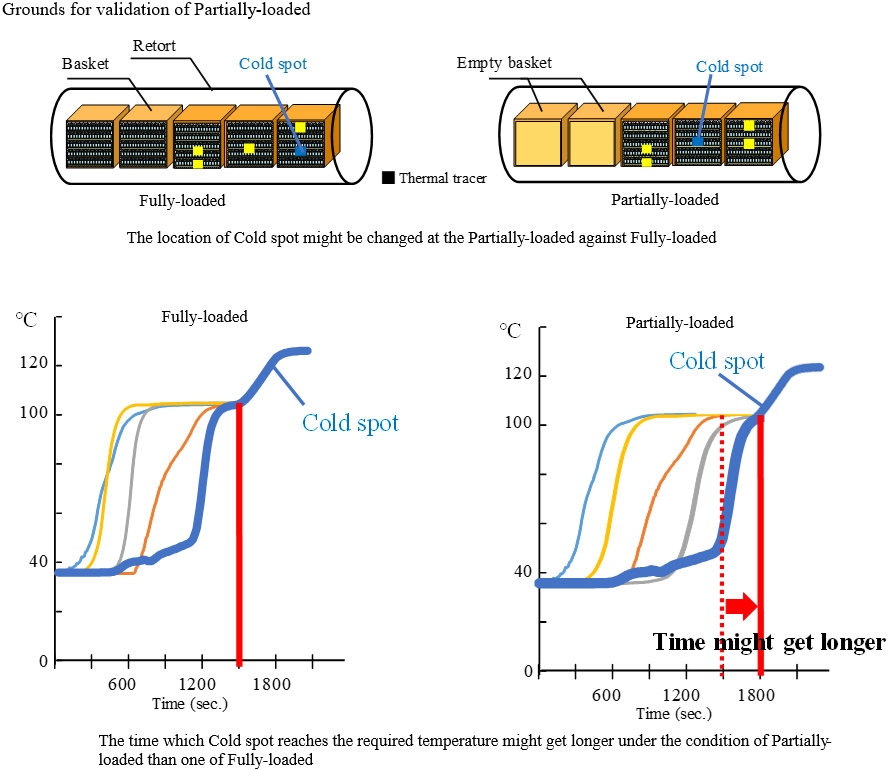 Grounds for validation of Partially-loaded
Retort
Basket
Cold spot
Empty basket
Cold spot
Thermal tracer
Fully-loaded
Partially-loaded
The location of Cold spot might be changed at the Partially-loaded against Fully-loaded
°C
Fully-loaded
120
100
40
0
Cold spot
600
1200
1800
Time (sec.)
°C
Partially-loaded
Cold spot
120
100
40
0
Time might get longer
600
1200
1800
Time (sec.)
The time which Cold spot reaches the required temperature might get longer under the condition of Partially-
loaded than one of Fully-loaded